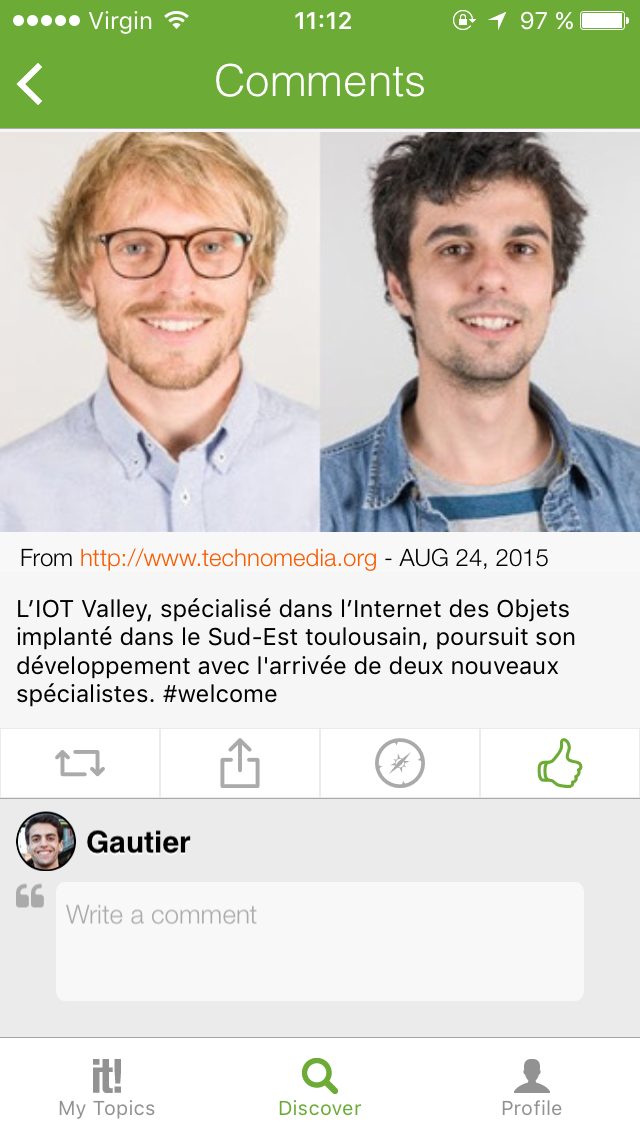 Virgin 11:12 97 %
Comments
From http://www.technomedia.org - AUG 24, 2015
L’IOT Valley, spécialisé dans l’Internet des Objets
implanté dans le Sud-Est toulousain, poursuit son
développement avec l'arrivée de deux nouveaux
spécialistes. #welcome
Gautier
Write a comment
it!
My Topics Discover Profile